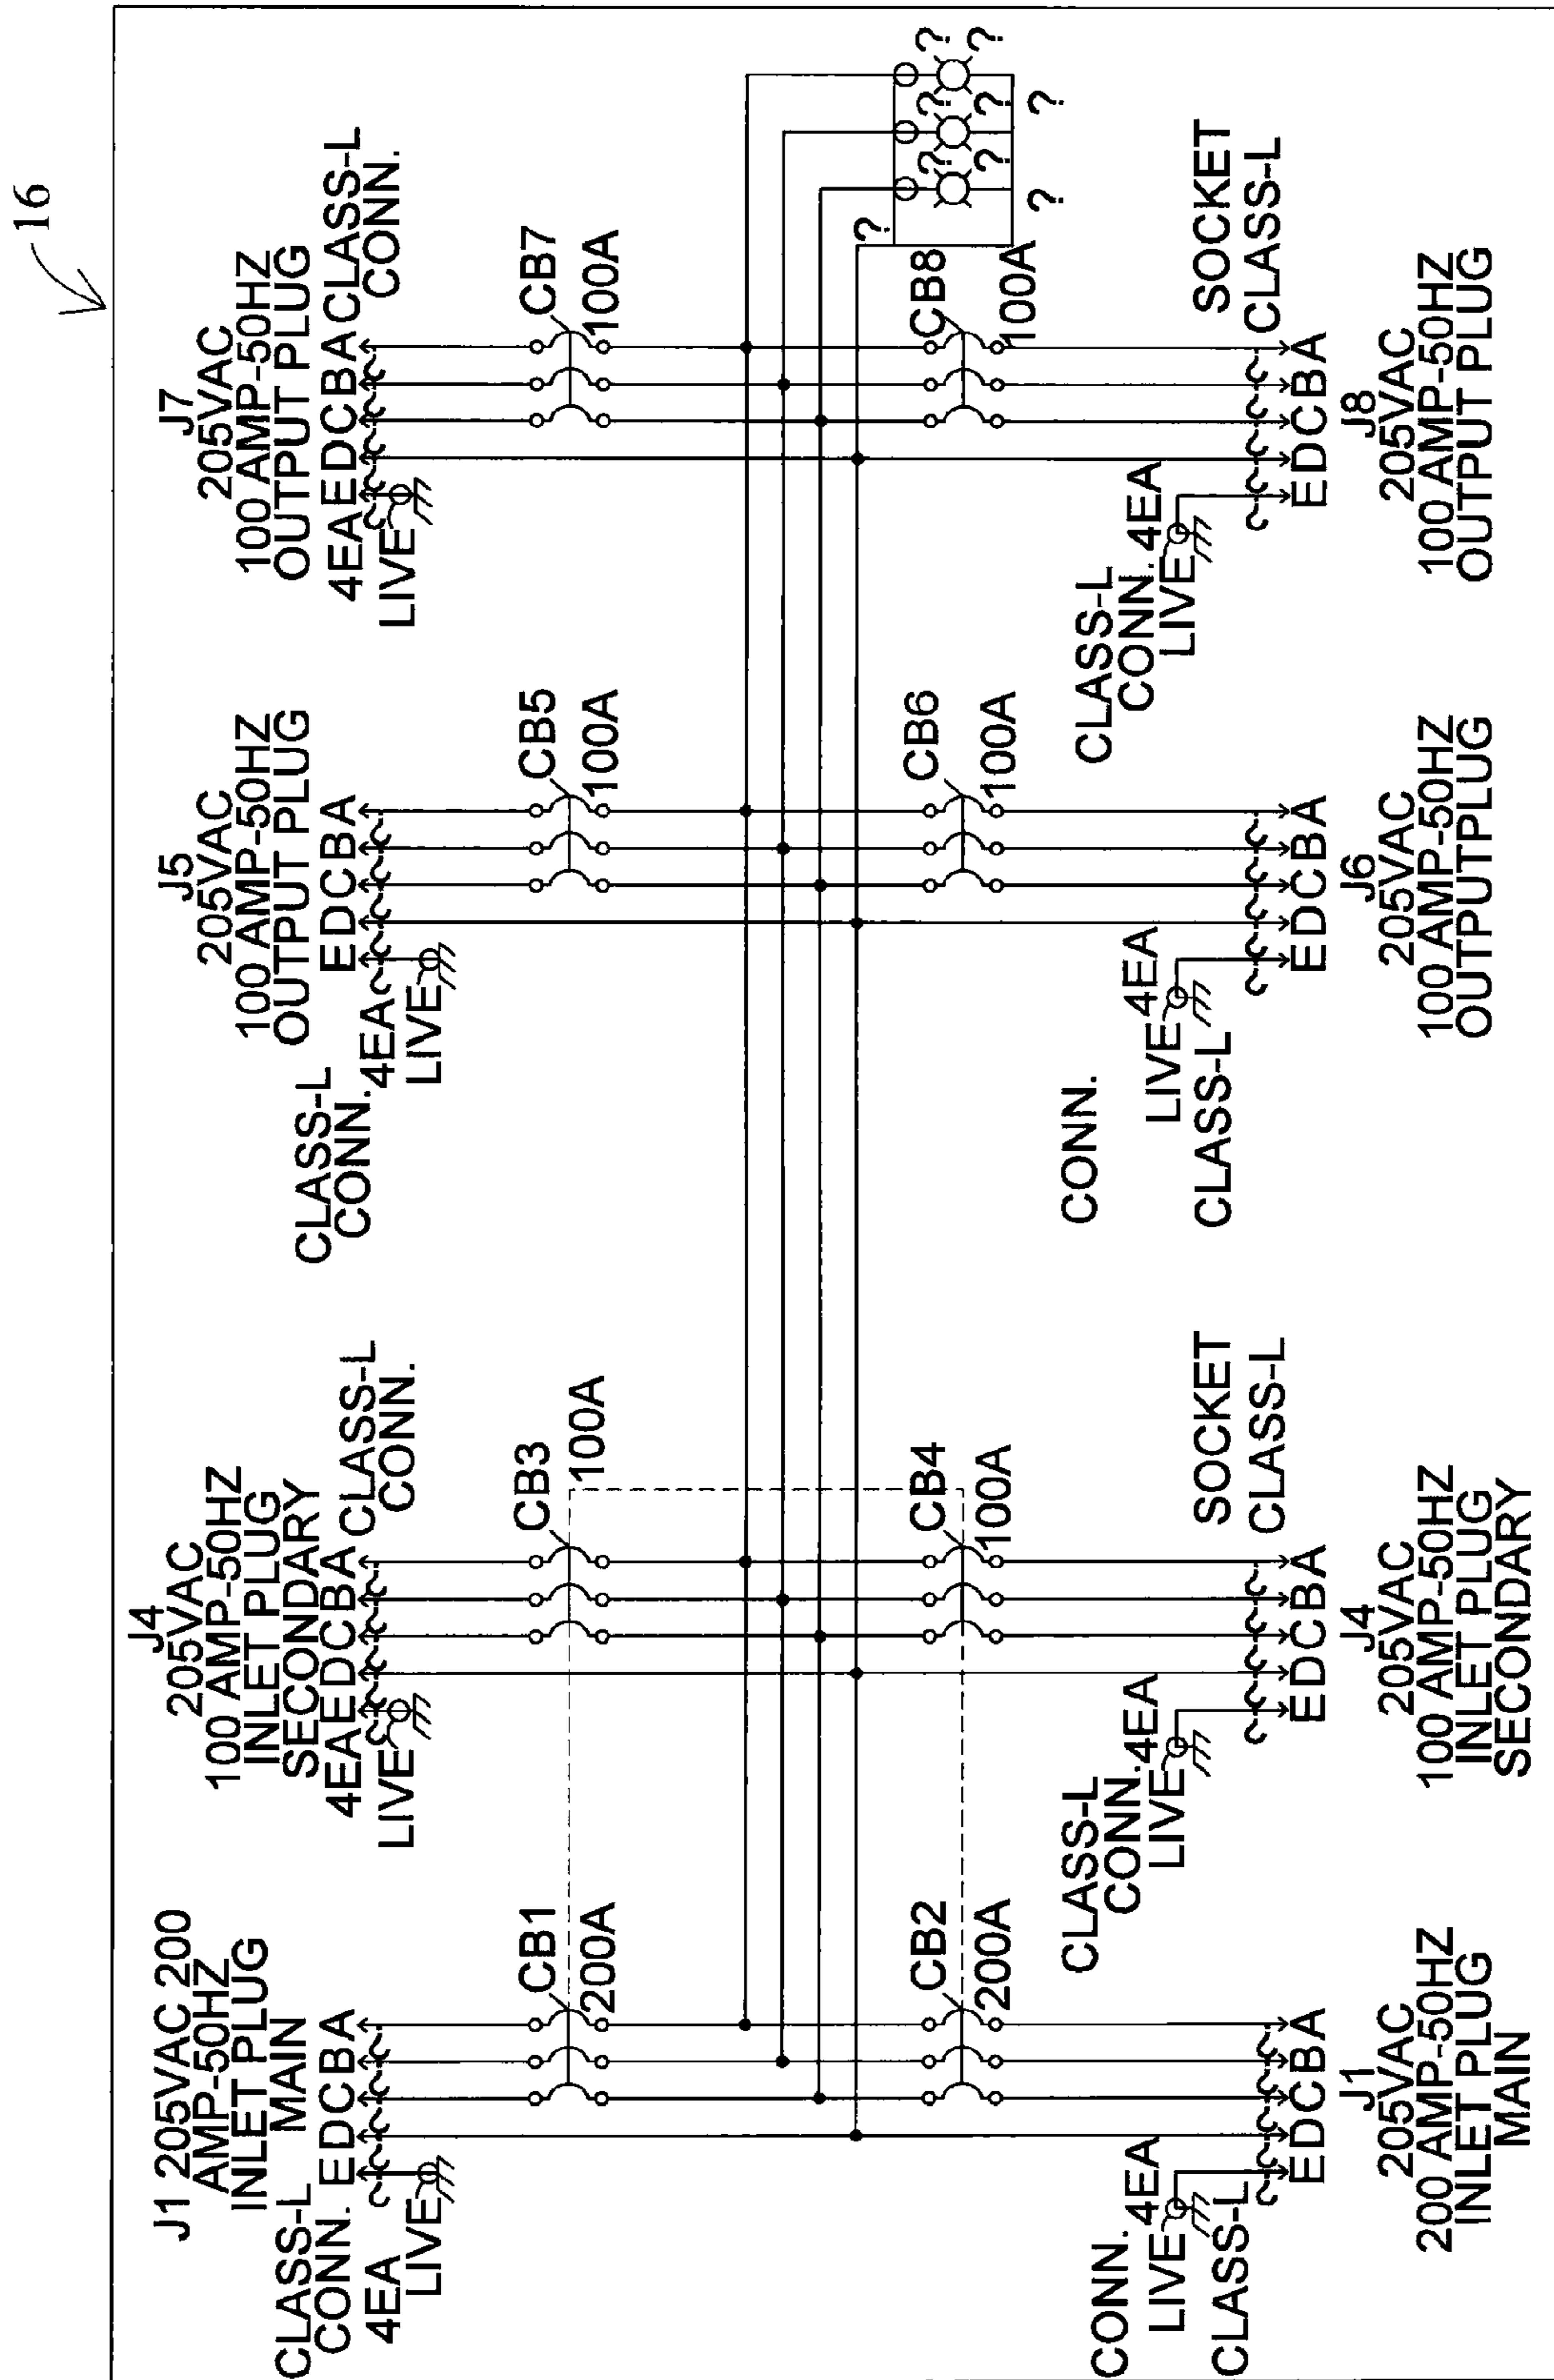 16
J1 205VAC 200
AMP-50HZ
INLET PLUG
MAIN
CLASS-L
CONN.
EDCBA
4EA
LIVE
CB1
200A
J4
205VAC
100 AMP-50HZ
INLET PLUG
SECONDARY
4EAEDCBA CLASS-L
CONN.
LIVE
CB3
100A
J5
205VAC
100 AMP-50HZ
OUTPUT PLUG
EDCBA
CLASS-L
CONN.
4EA
LIVE
CB5
100A
J7
205VAC
100 AMP-50HZ
OUTPUT PLUG
4EAEDCBACLASS-L
CONN.
LIVE
CB7
100A
CB2
200A
CONN.
4EA
LIVE
CLASS-L
EDCBA
J1
205VAC
200 AMP-50HZ
INLET PLUG
MAIN
CB4
100A
CLASS-L
CONN.
4EA
LIVE
SOCKET
CLASS-L
EDCBA
J4
205VAC
100 AMP-50HZ
INLET PLUG
SECONDARY
CB6
100A
CONN.
4EA
LIVE
CLASS-L
EDCBA
J6
205VAC
100 AMP-50HZ
OUTPUTPLUG
CB8
100A
CLASS-L
CONN.
4EA
LIVE
SOCKET
CLASS-L
EDCBA
J8
205VAC
100 AMP-50HZ
OUTPUT PLUG
?
? ? ?
? ? ?
? ?